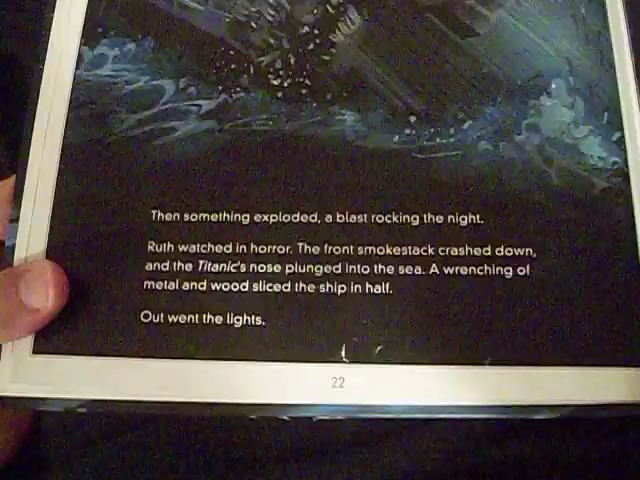 Then something exploded, a blast rocking the night.
Ruth watched in horror. The front smokestack crashed down,
and the Titanic's nose plunged into the sea. A wrenching of
metal and wood sliced the ship in half.
Out went the lights.
22